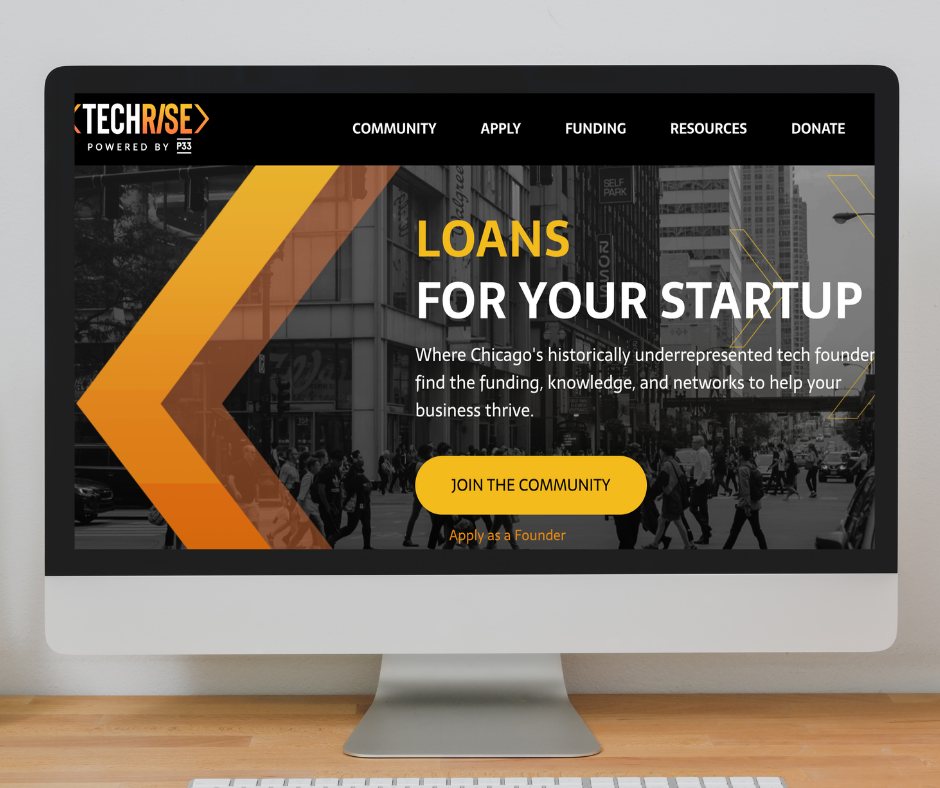 TECHRISE
POWERED BY P33
COMMUNITY APPLY FUNDING RESOURCES DONATE
SELF
PARK
Walgreens
LOANS
FOR YOUR STARTUP
Where Chicago's historically underrepresented tech founder
find the funding, knowledge, and networks to help your
business thrive.
JOIN THE COMMUNITY
Apply as a Founder